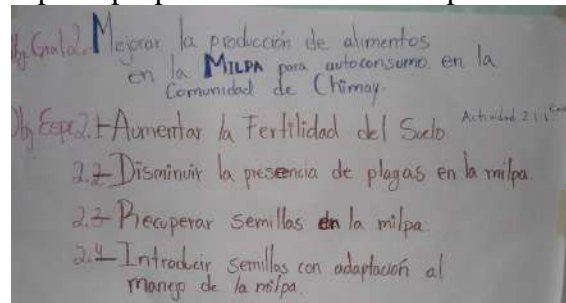 Obj Gral 2. Mejorar la producción de alimentos
en la MILPA para autoconsumo en la
Comunidad de Chimay.
Obj Espe 2.1 Aumentar la Fertilidad del Suelo Actividad 2.1.1
2.2 Disminuir la presencia de plagas en la milpa.
2.3 Recuperar semillas en la milpa.
2.4 Introducir semillas con adaptación al
manejo de la milpa.